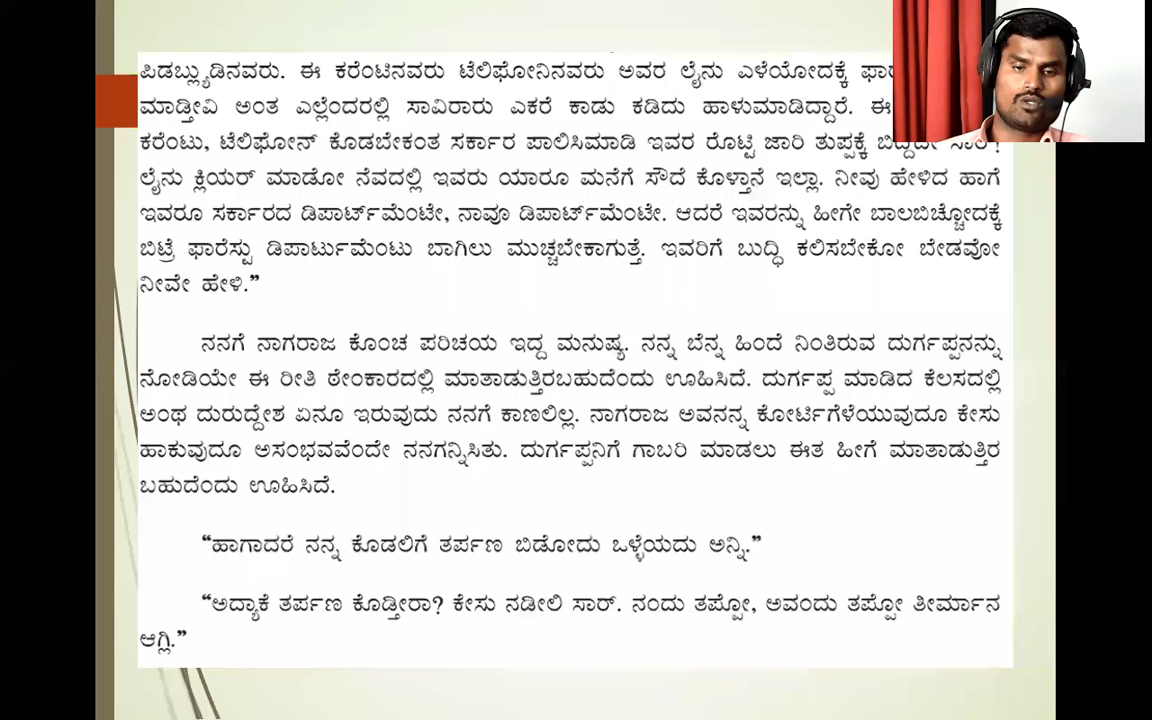 ಪಿಡಬ್ಲ್ಯುಡಿನವರು. ಈ ಕರೆಂಟಿನವರು ಟೆಲಿಫೋನಿನವರು ಅವರ ಲೈನು ಎಳೆಯೋದಕ್ಕೆ
ಮಾಡ್ತೀವಿ ಅಂತ ಎಲ್ಲೆಂದರಲ್ಲಿ ಸಾವಿರಾರು ಎಕರೆ ಕಾಡು ಕಡಿದು ಹಾಳುಮಾಡಿದ್ದಾರೆ. ಈ
ಕರೆಂಟು, ಟೆಲಿಫೋನ್ ಕೊಡಬೇಕಂತ ಸರ್ಕಾರ ಪಾಲಿಸಿಮಾಡಿ ಇವರ ರೊಟ್ಟಿ ಜಾರಿ ತುಪ್ಪಕ್ಕೆ
ಲೈನು ಕ್ಲಿಯರ್ ಮಾಡೋ ನೆವದಲ್ಲಿ ಇವರು ಯಾರೂ ಮನೆಗೆ ಸೌದೆ ಕೊಳ್ತಾನೆ ಇಲ್ಲಾ. ನೀವು ಹೇಳಿದ ಹಾಗೆ
ಇವರೂ ಸರ್ಕಾರದ ಡಿಪಾರ್ಟ್‌ಮೆಂಟೇ, ನಾವೂ ಡಿಪಾರ್ಟ್‌ಮೆಂಟೇ. ಆದರೆ ಇವರನ್ನು ಹೀಗೇ ಬಾಲಬಿಚ್ಚೋದಕ್ಕೆ
ಬಿಟ್ರೆ ಫಾರೆಸ್ಟು ಡಿಪಾರ್ಟುಮೆಂಟು ಬಾಗಿಲು ಮುಚ್ಚಬೇಕಾಗುತ್ತೆ. ಇವರಿಗೆ ಬುದ್ಧಿ ಕಲಿಸಬೇಕೋ ಬೇಡವೋ
ನೀವೇ ಹೇಳಿ.”
ನನಗೆ ನಾಗರಾಜ ಕೊಂಚ ಪರಿಚಯ ಇದ್ದ ಮನುಷ್ಯ. ನನ್ನ ಬೆನ್ನ ಹಿಂದೆ ನಿಂತಿರುವ ದುರ್ಗಪ್ಪನನ್ನು
ನೋಡಿಯೇ ಈ ರೀತಿ ಠೇಂಕಾರದಲ್ಲಿ ಮಾತಾಡುತ್ತಿರಬಹುದೆಂದು ಊಹಿಸಿದೆ. ದುರ್ಗಪ್ಪ ಮಾಡಿದ ಕೆಲಸದಲ್ಲಿ
ಅಂಥ ದುರುದ್ದೇಶ ಏನೂ ಇರುವುದು ನನಗೆ ಕಾಣಲಿಲ್ಲ. ನಾಗರಾಜ ಅವನನ್ನ ಕೋರ್ಟಿಗೆಳೆಯುವುದೂ ಕೇಸು
ಹಾಕುವುದೂ ಅಸಂಭವವೆಂದೇ ನನಗನ್ನಿಸಿತು. ದುರ್ಗಪ್ಪನಿಗೆ ಗಾಬರಿ ಮಾಡಲು ಈತ ಹೀಗೆ ಮಾತಾಡುತ್ತಿರ
ಬಹುದೆಂದು ಊಹಿಸಿದೆ.
“ಹಾಗಾದರೆ ನನ್ನ ಕೊಡಲಿಗೆ ತರ್ಪಣ ಬಿಡೋದು ಒಳ್ಳೆಯದು ಅನ್ನಿ.”
“ಅದ್ಯಾಕೆ ತರ್ಪಣ ಕೊಡ್ತೀರಾ? ಕೇಸು ನಡೀಲಿ ಸಾರ್. ನಂದು ತಪ್ಪೋ, ಅವಂದು ತಪ್ಪೋ ತೀರ್ಮಾನ
ಆಗ್ಲಿ.”